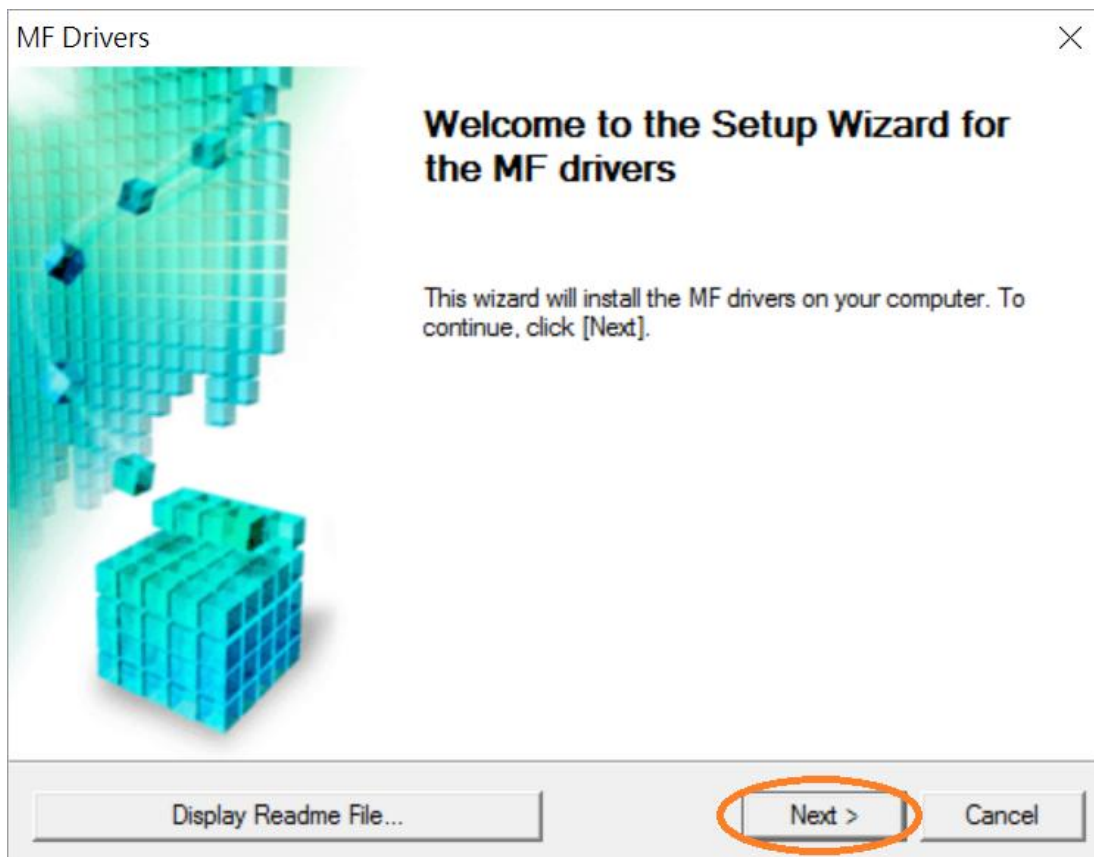 MF Drivers
Welcome to the Setup Wizard for
the MF drivers
This wizard will install the MF drivers on your computer. To
continue, click [Next].
Display Readme File...
Next >
Cancel